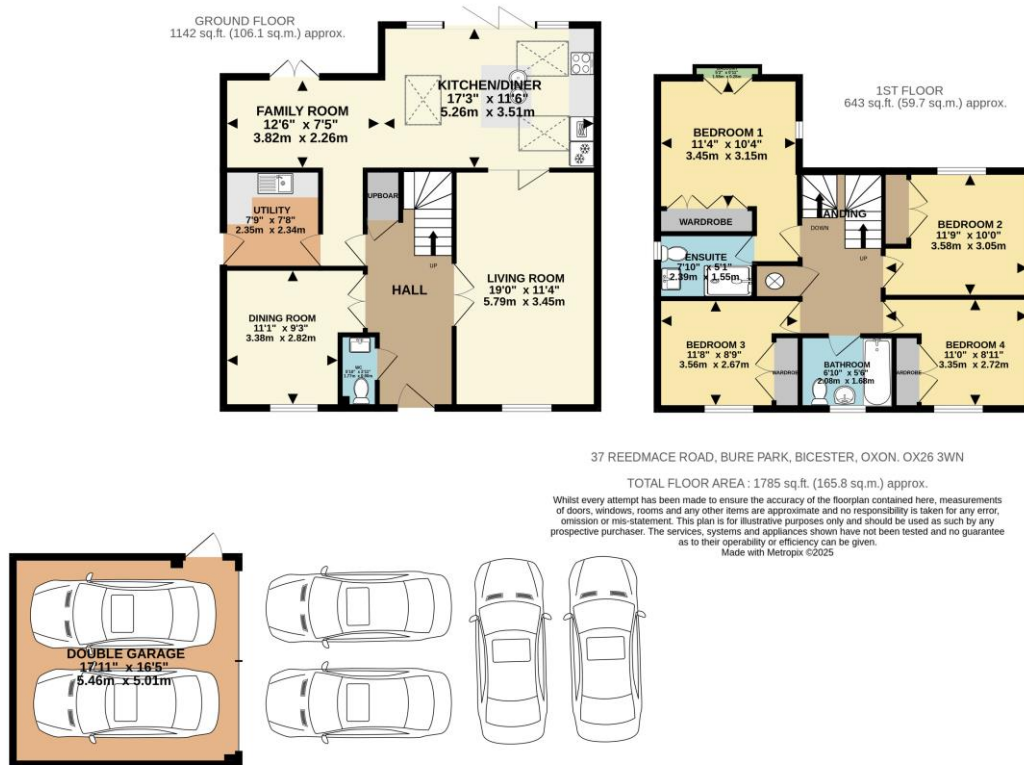 GROUND FLOOR
1142 sq.ft. (106.1 sq.m.) approx.
KITCHEN/DINER
17'3" x 11'6"
5.26m x 3.51m
FAMILY ROOM
12'6" x 7'5"
3.82m x 2.26m
UTILITY
7'9" x 7'8"
2.35m x 2.34m
UPBOAR
UP
HALL
LIVING ROOM
19'0" x 11'4"
5.79m x 3.45m
DINING ROOM
11'1" x 9'3"
3.38m x 2.82m
WC
1ST FLOOR
643 sq.ft. (59.7 sq.m.) approx.
BEDROOM 1
11'4" x 10'4"
3.45m x 3.15m
WARDROBE
LANDING
DOWN
UP
BEDROOM 2
11'9" x 10'0"
3.58m x 3.05m
ENSUITE
7'10" x 5'1"
2.39m x 1.55m
BEDROOM 3
11'8" x 8'9"
3.56m x 2.67m
WARDROBE
BATHROOM
6'10" x 5'6"
2.08m x 1.68m
WARDROBE
BEDROOM 4
11'0" x 8'11"
3.35m x 2.72m
37 REEDMACE ROAD, BURE PARK, BICESTER, OXON. OX26 3WN
TOTAL FLOOR AREA : 1785 sq.ft. (165.8 sq.m.) approx.
Whilst every attempt has been made to ensure the accuracy of the floorplan contained here, measurements
of doors, windows, rooms and any other items are approximate and no responsibility is taken for any error,
omission or mis-statement. This plan is for illustrative purposes only and should be used as such by any
prospective purchaser. The services, systems and appliances shown have not been tested and no guarantee
as to their operability or efficiency can be given.
Made with Metropix ©2025
DOUBLE GARAGE
17'11" x 16'5"
5.46m x 5.01m